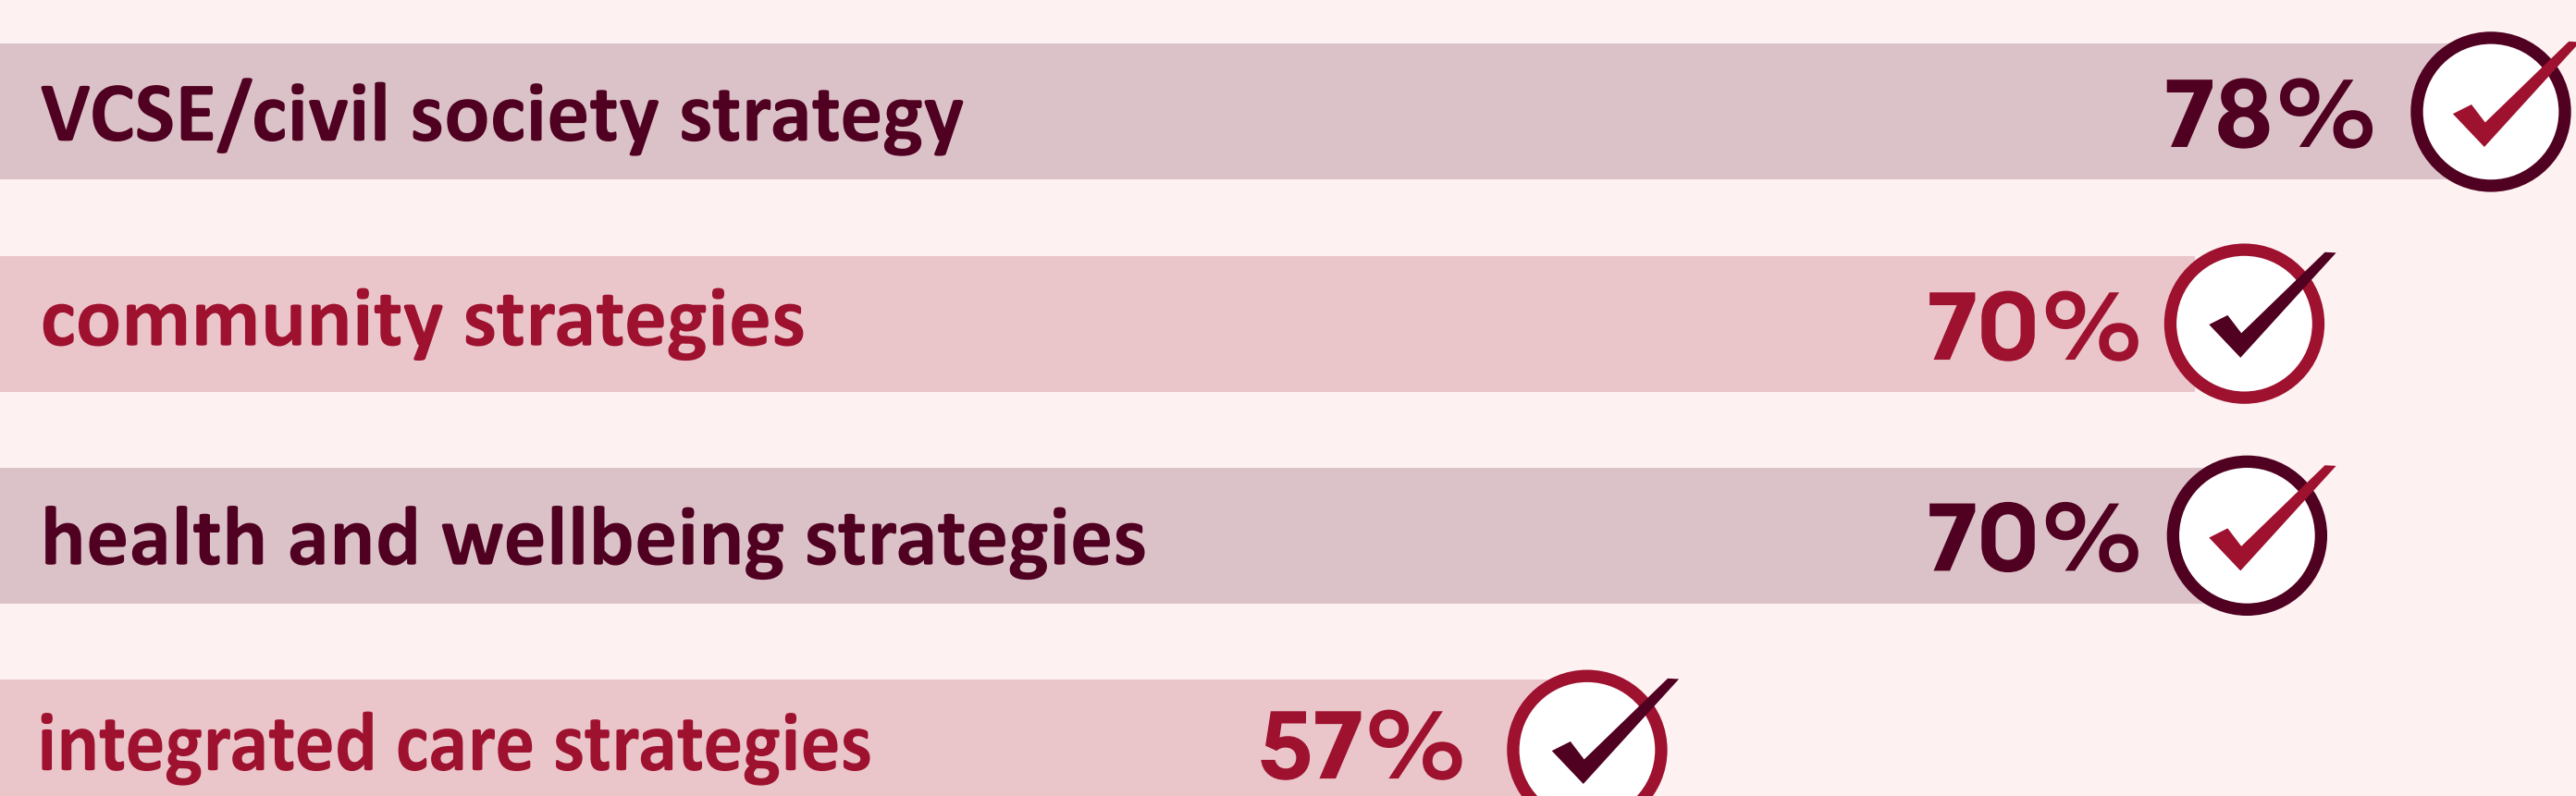 VCSE/civil society strategy 78%
community strategies 70%
health and wellbeing strategies 70%
integrated care strategies 57%